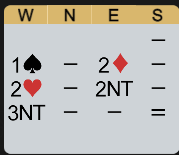 W N E S
–
1♠ – 2♦ –
2♥ – 2NT –
3NT – – =